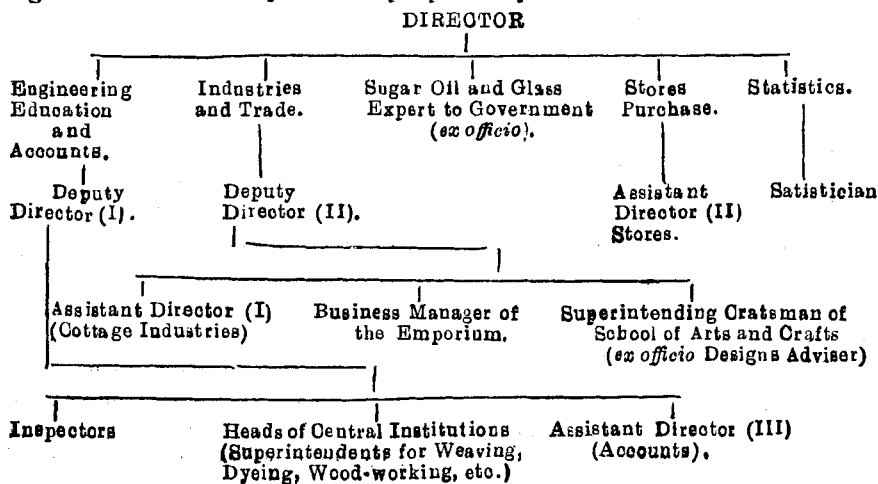 DIRECTOR
Engineering
Education
and
Accounts.
Industries
and Trade.
Sugar Oil and Glass
Expert to Government
(ex officio).
Stores
Purchase.
Statistics.
Deputy
Director (I).
Deputy
Director (II).
Assistant
Director (II)
Stores.
Satistician
Assistant Director (I)
(Cottage Industries)
Business Manager of
the Emporium.
Superintending Cratsman of
School of Arts and Crafts
(ex officio Designs Adviser)
Inspectors
Heads of Central Institutions
(Superintendents for Weaving,
Dyeing, Wood-working, etc.)
Assistant Director (III)
(Accounts).